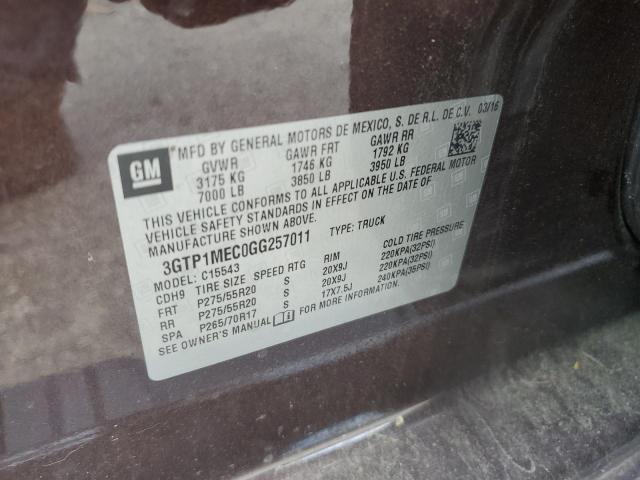 MFD BY GENERAL MOTORS DE MEXICO, S. DE R.L. DE C.V. 03/16
GM
GVWR GAWR FRT GAWR RR
3175 KG 1746 KG 1792 KG
7000 LB 3850 LB 3950 LB
THIS VEHICLE CONFORMS TO ALL APPLICABLE U.S. FEDERAL MOTOR
VEHICLE SAFETY STANDARDS IN EFFECT ON THE DATE OF
MANUFACTURE SHOWN ABOVE.
3GTP1MEC0GG257011 TYPE: TRUCK
MODEL: C15543
CDH9 TIRE SIZE SPEED RTG RIM COLD TIRE PRESSURE
FRT P275/55R20 S 20X9J 220KPA(32PSI)
RR P275/55R20 S 20X9J 220KPA(32PSI)
SPA P265/70R17 S 17X7.5J 240KPA(35PSI)
SEE OWNER'S MANUAL FOR MORE INFORMATION.